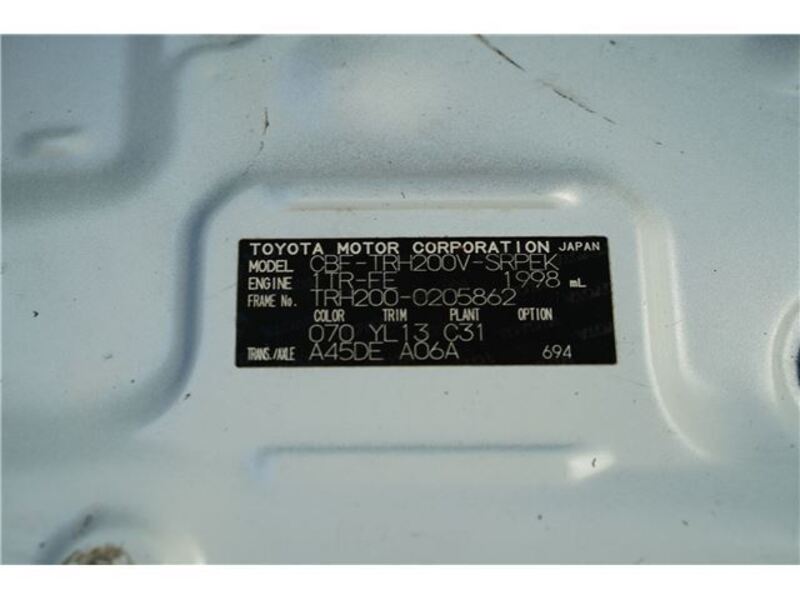 TOYOTA MOTOR CORPORATION JAPAN
MODEL CBF-TRH200V-SRPEK
ENGINE 1TR-FE 1998 mL
FRAME No. TRH200-0205862
COLOR TRIM PLANT OPTION
070 YL13 C31
TRANS./AXLE A45DE A06A 694